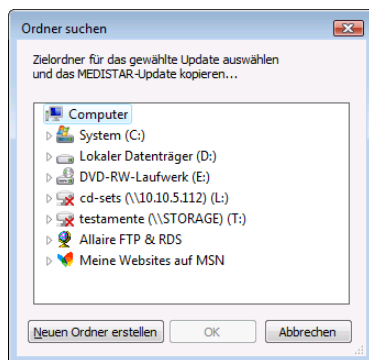 Ordner suchen
Zielordner für das gewählte Update auswählen
und das MEDISTAR-Update kopieren...
Computer
System (C:)
Lokaler Datenträger (D:)
DVD-RW-Laufwerk (E:)
cd-sets (\\10.10.5.112) (L:)
testamente (\\STORAGE) (T:)
Allaire FTP & RDS
Meine Websites auf MSN
Neuen Ordner erstellen OK Abbrechen